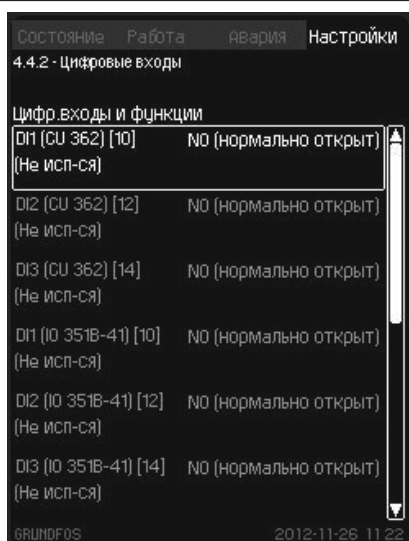 Состояние Работа Авария Настройки
4.4.2 - Цифровые входы
Цифр.входы и функции
DI1 (CU 362) [10] NO (нормально открыт)
(Не исп-ся)
DI2 (CU 362) [12] NO (нормально открыт)
(Не исп-ся)
DI3 (CU 362) [14] NO (нормально открыт)
(Не исп-ся)
DI1 (IO 351B-41) [10] NO (нормально открыт)
(Не исп-ся)
DI2 (IO 351B-41) [12] NO (нормально открыт)
(Не исп-ся)
DI3 (IO 351B-41) [14] NO (нормально открыт)
(Не исп-ся)
GRUNDFOS 2012-11-26 11:22